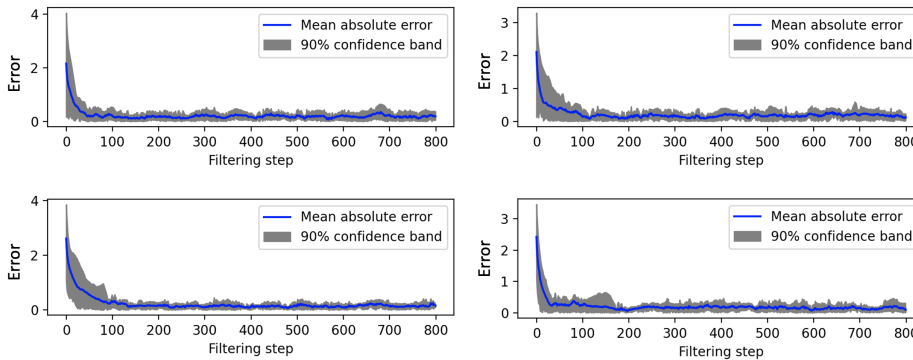 4
2
0
Error
Mean absolute error
90% confidence band
0 100 200 300 400 500 600 700 800
Filtering step
3
2
1
0
Error
Mean absolute error
90% confidence band
0 100 200 300 400 500 600 700 800
Filtering step
4
2
0
Error
Mean absolute error
90% confidence band
0 100 200 300 400 500 600 700 800
Filtering step
3
2
1
0
Error
Mean absolute error
90% confidence band
0 100 200 300 400 500 600 700 800
Filtering step